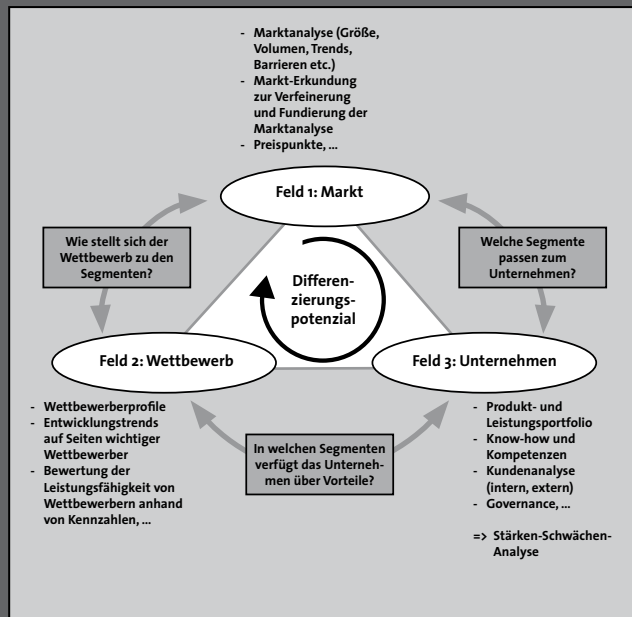 - Marktanalyse (Größe,
Volumen, Trends,
Barrieren etc.)
- Markt-Erkundung
zur Verfeinerung
und Fundierung der
Marktanalyse
- Preispunkte, ...
Feld 1: Markt
Wie stellt sich der
Wettbewerb zu den
Segmenten?
Welche Segmente
passen zum
Unternehmen?
Differen-
zierungs-
potenzial
Feld 2: Wettbewerb
Feld 3: Unternehmen
- Wettbewerberprofile
- Entwicklungstrends
auf Seiten wichtiger
Wettbewerber
- Bewertung der
Leistungsfähigkeit von
Wettbewerbern anhand
von Kennzahlen, ...
In welchen Segmenten
verfügt das Unterneh-
men über Vorteile?
- Produkt- und
Leistungsportfolio
- Know-how und
Kompetenzen
- Kundenanalyse
(intern, extern)
- Governance, ...
=> Stärken-Schwächen-
Analyse